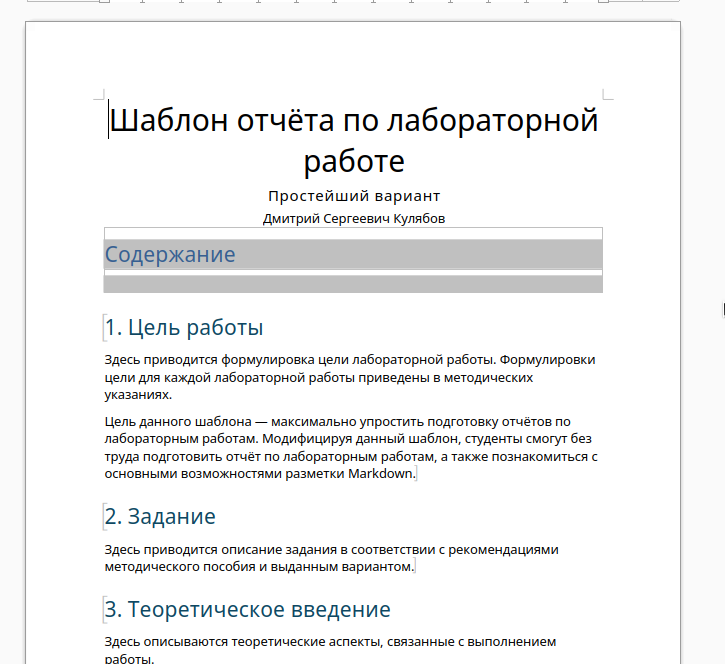 Шаблон отчёта по лабораторной
работе
Простейший вариант
Дмитрий Сергеевич Кулябов
Содержание
1. Цель работы
Здесь приводится формулировка цели лабораторной работы. Формулировки
цели для каждой лабораторной работы приведены в методических
указаниях.
Цель данного шаблона — максимально упростить подготовку отчётов по
лабораторным работам. Модифицируя данный шаблон, студенты смогут без
труда подготовить отчёт по лабораторным работам, а также познакомиться с
основными возможностями разметки Markdown.
2. Задание
Здесь приводится описание задания в соответствии с рекомендациями
методического пособия и выданным вариантом.
3. Теоретическое введение
Здесь описываются теоретические аспекты, связанные с выполнением
работы.